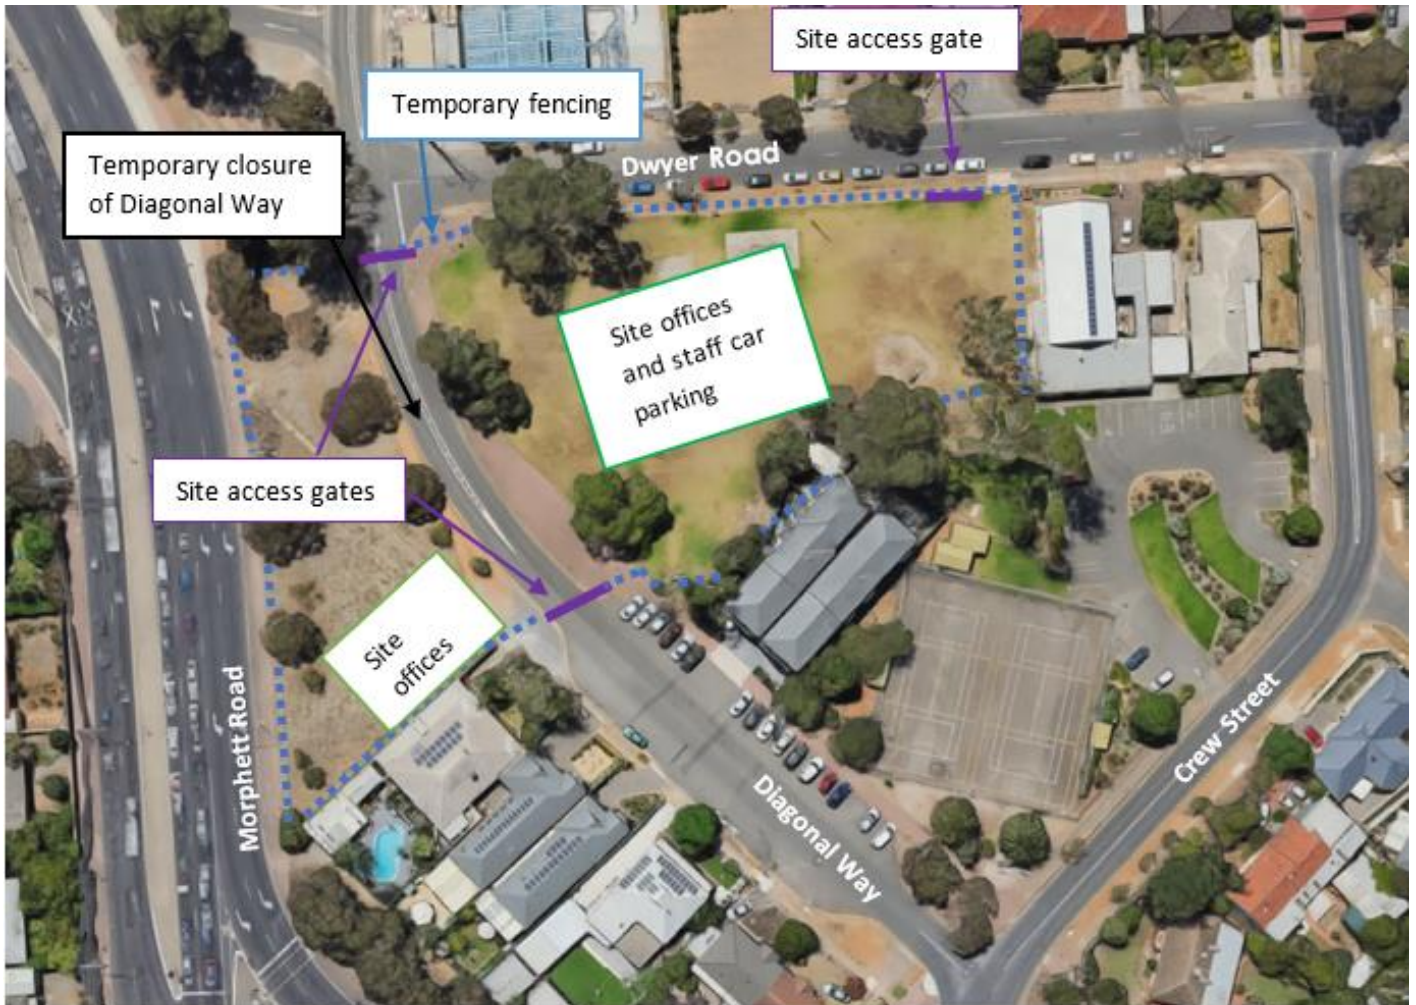 Site access gate
Temporary fencing
Temporary closure
of Diagonal Way
Dwyer Road
Site offices
and staff car
parking
Site access gates
Site
offices
Morphett Road
Diagonal Way
Crew Street